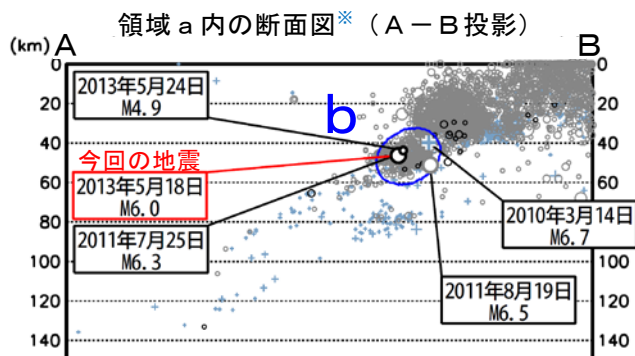 領域a内の断面図※(A-B投影)
(km) A B
0 0
2013年5月24日
M4.9
20 20
b
40 40
今回の地震
2013年5月18日
M6.0
60 60
2010年3月14日
M6.7
2011年7月25日
M6.3
80 80
100 100
2011年8月19日
M6.5
120 120
140 140